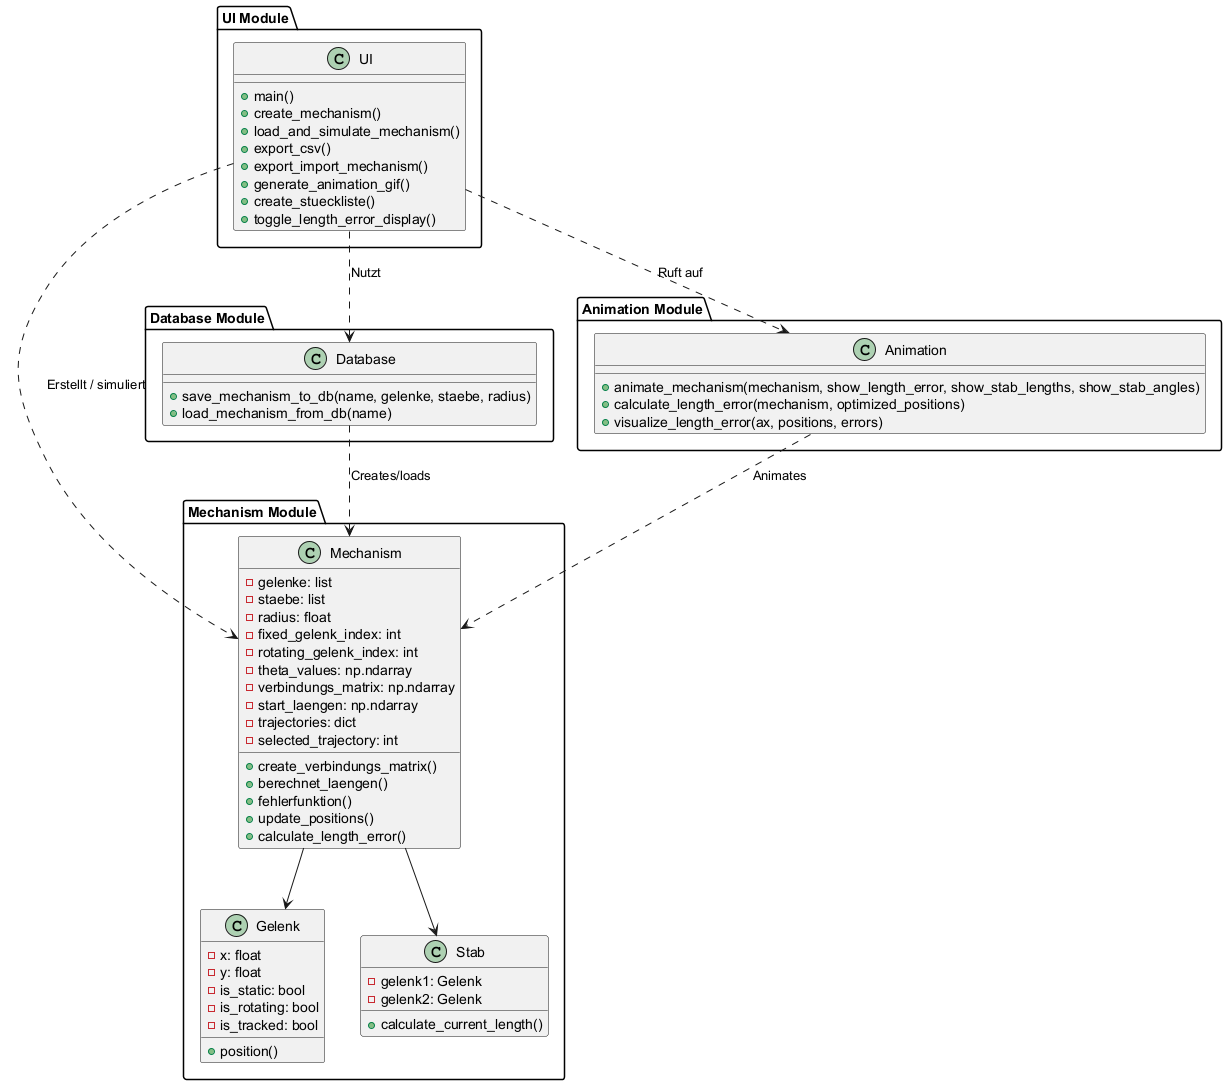 UI Module
C UI
main()
create_mechanism()
load_and_simulate_mechanism()
export_csv()
export_import_mechanism()
generate_animation_gif()
create_stueckliste()
toggle_length_error_display()
Nutzt
Ruft auf
Erstellt / simuliert
Database Module
C Database
save_mechanism_to_db(name, gelenke, staebe, radius)
load_mechanism_from_db(name)
Animation Module
C Animation
animate_mechanism(mechanism, show_length_error, show_stab_lengths, show_stab_angles)
calculate_length_error(mechanism, optimized_positions)
visualize_length_error(ax, positions, errors)
Creates/loads
Animates
Mechanism Module
C Mechanism
gelenke: list
staebe: list
radius: float
fixed_gelenk_index: int
rotating_gelenk_index: int
theta_values: np.ndarray
verbindungs_matrix: np.ndarray
start_laengen: np.ndarray
trajectories: dict
selected_trajectory: int
create_verbindungs_matrix()
berechnet_laengen()
fehlerfunktion()
update_positions()
calculate_length_error()
C Gelenk
x: float
y: float
is_static: bool
is_rotating: bool
is_tracked: bool
position()
C Stab
gelenk1: Gelenk
gelenk2: Gelenk
calculate_current_length()